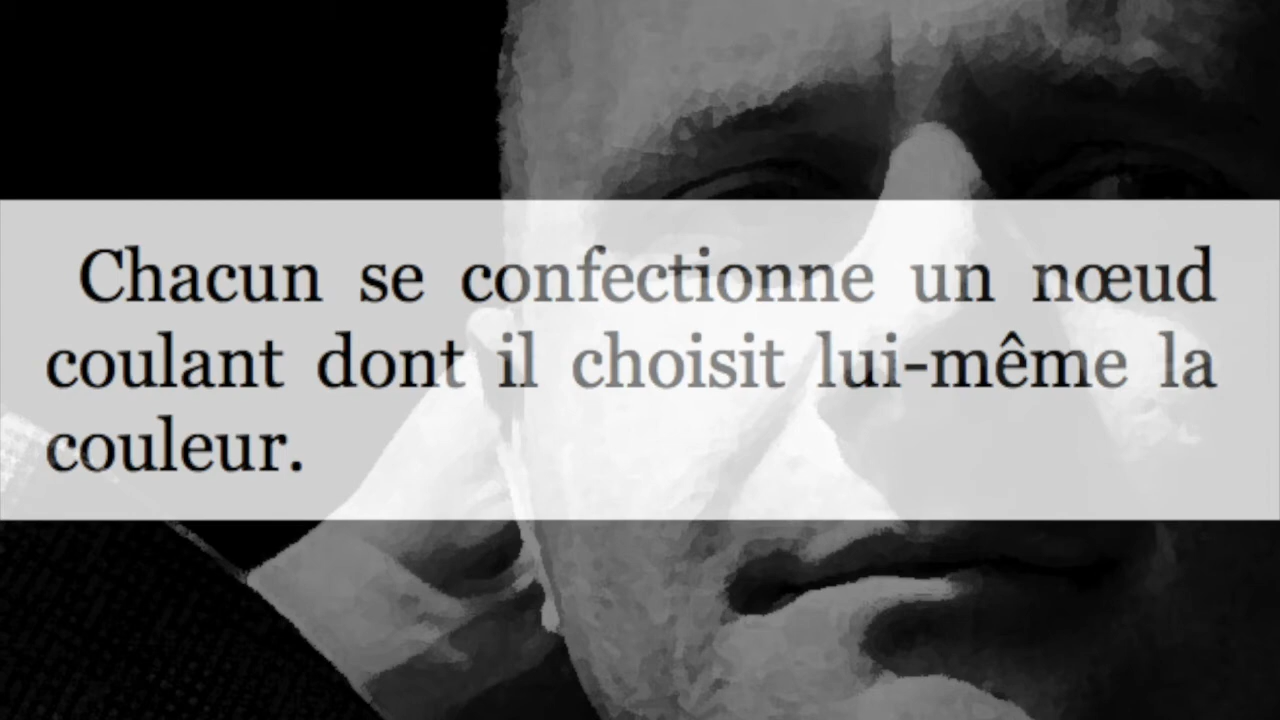 Chacun se confectionne un nœud
coulant dont il choisit lui-même la
couleur.